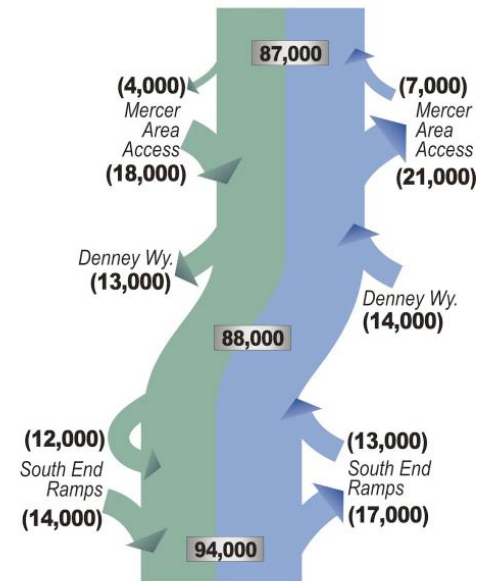 87,000
(4,000)
Mercer
Area
Access
(18,000)
(7,000)
Mercer
Area
Access
(21,000)
Denney Wy.
(13,000)
Denney Wy.
(14,000)
88,000
(12,000)
South End
Ramps
(14,000)
(13,000)
South End
Ramps
(17,000)
94,000